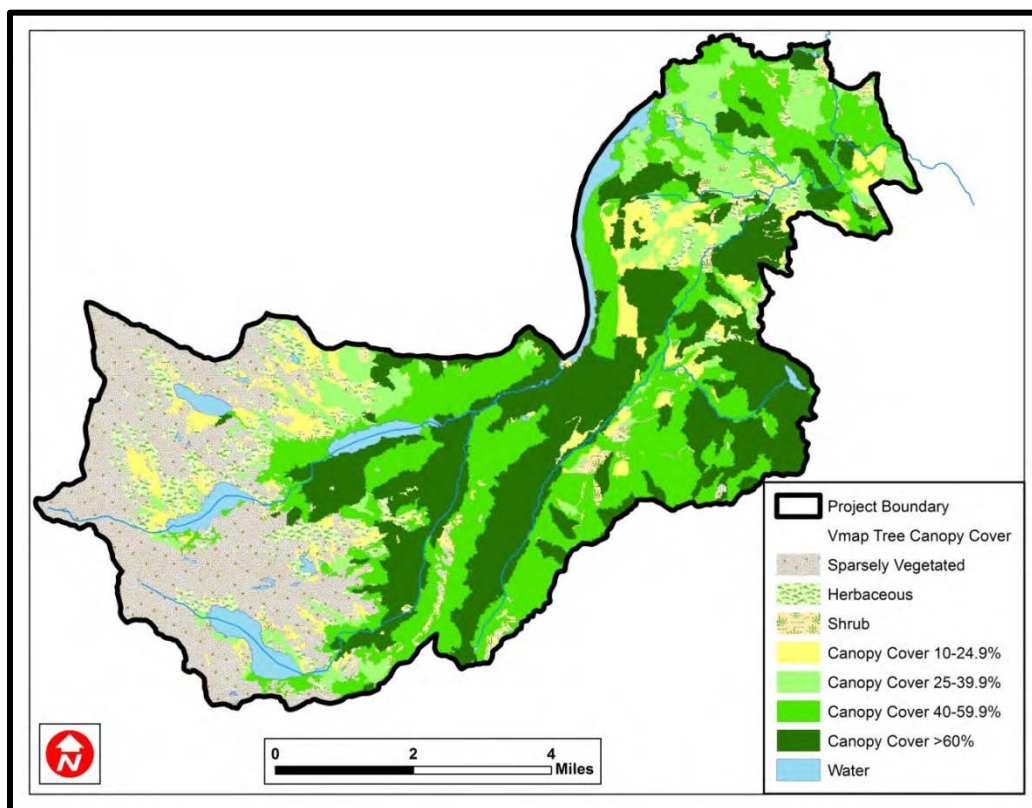 Project Boundary
Vmap Tree Canopy Cover
Sparsely Vegetated
Herbaceous
Shrub
Canopy Cover 10-24.9%
Canopy Cover 25-39.9%
Canopy Cover 40-59.9%
Canopy Cover >60%
Water
N
0 2 4
Miles